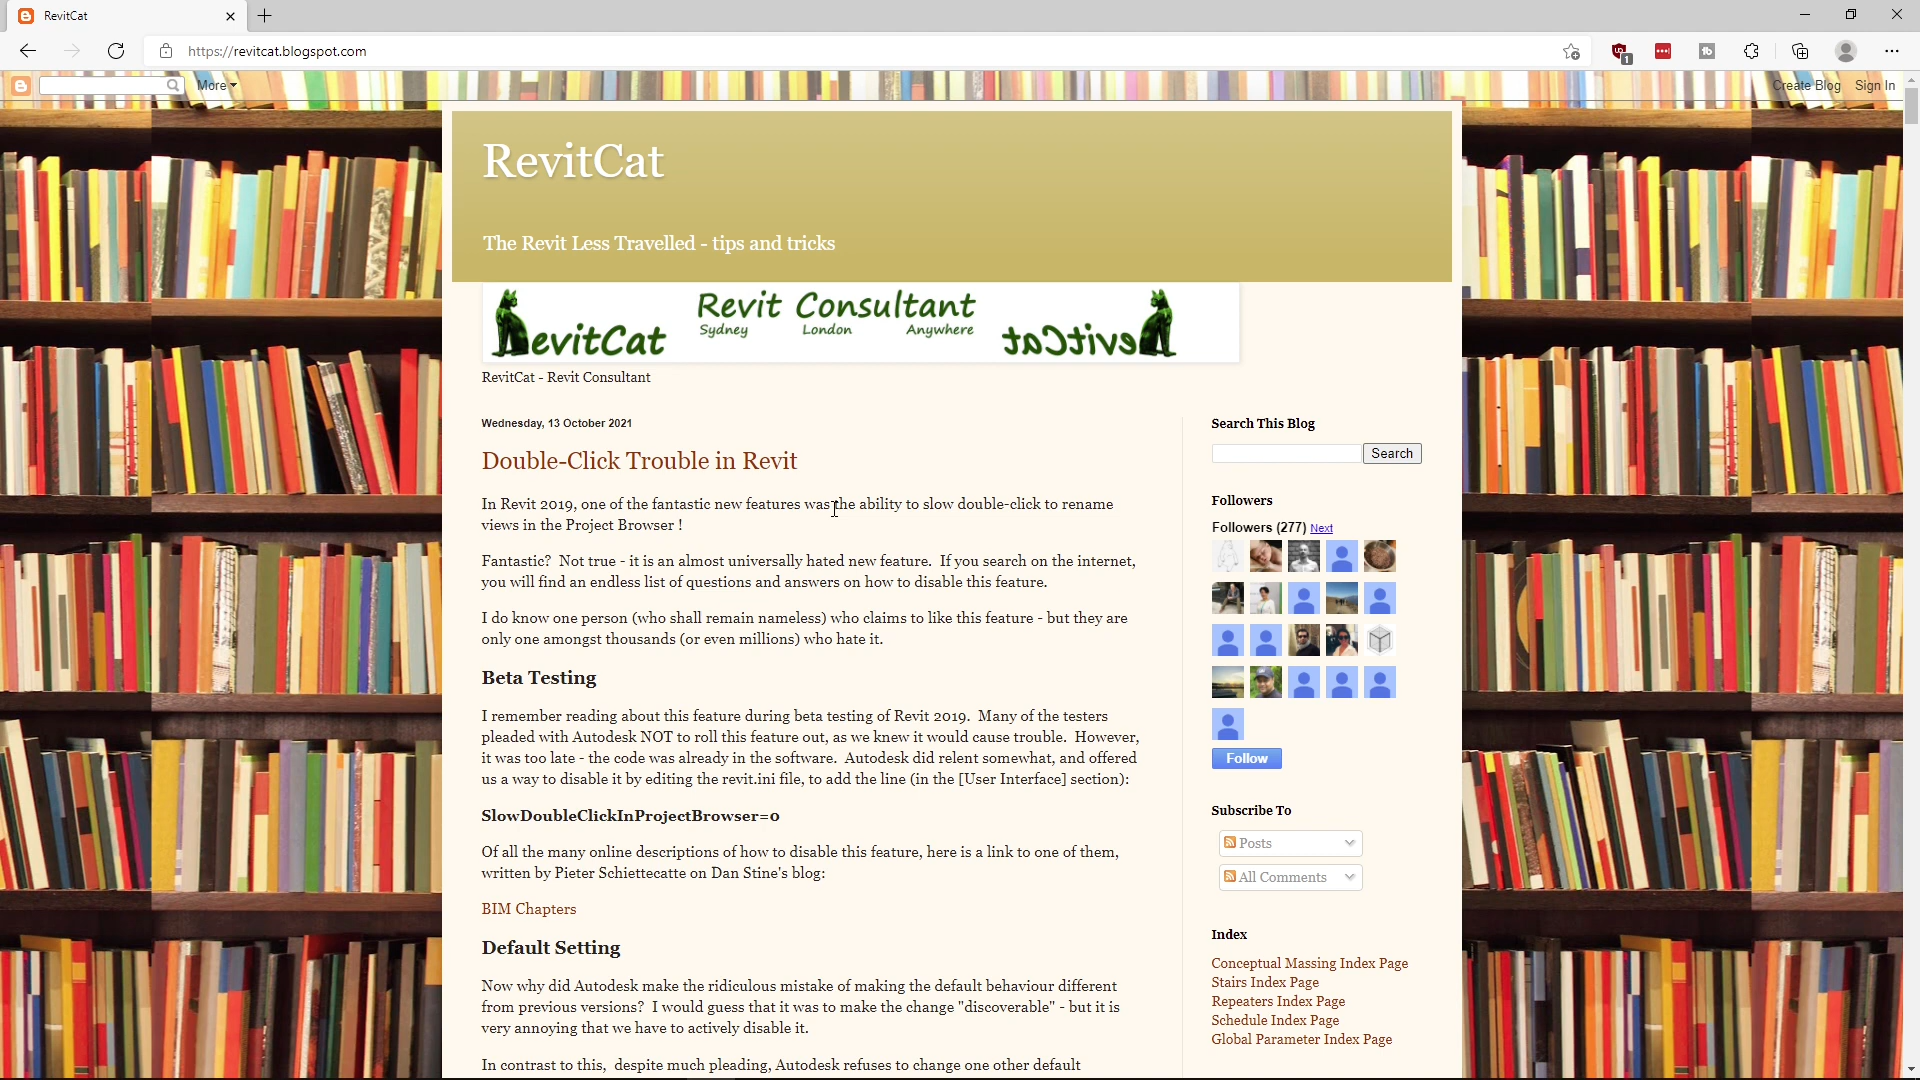 RevitCat
https://revitcat.blogspot.com
1
More
Create Blog Sign In
RevitCat
The Revit Less Travelled - tips and tricks
evitCat
Revit Consultant
Sydney London Anywhere
evitCat
RevitCat - Revit Consultant
Wednesday, 13 October 2021
Double-Click Trouble in Revit
In Revit 2019, one of the fantastic new features was the ability to slow double-click to rename
views in the Project Browser !
Fantastic? Not true - it is an almost universally hated new feature. If you search on the internet,
you will find an endless list of questions and answers on how to disable this feature.
I do know one person (who shall remain nameless) who claims to like this feature - but they are
only one amongst thousands (or even millions) who hate it.
Beta Testing
I remember reading about this feature during beta testing of Revit 2019. Many of the testers
pleaded with Autodesk NOT to roll this feature out, as we knew it would cause trouble. However,
it was too late - the code was already in the software. Autodesk did relent somewhat, and offered
us a way to disable it by editing the revit.ini file, to add the line (in the [User Interface] section):
SlowDoubleClickInProjectBrowser=0
Of all the many online descriptions of how to disable this feature, here is a link to one of them,
written by Pieter Schiettecatte on Dan Stine's blog:
BIM Chapters
Default Setting
Now why did Autodesk make the ridiculous mistake of making the default behaviour different
from previous versions? I would guess that it was to make the change "discoverable" - but it is
very annoying that we have to actively disable it.
In contrast to this, despite much pleading, Autodesk refuses to change one other default
Search This Blog
Search
Followers
Followers (277) Next
Follow
Subscribe To
Posts
All Comments
Index
Conceptual Massing Index Page
Stairs Index Page
Repeaters Index Page
Schedule Index Page
Global Parameter Index Page